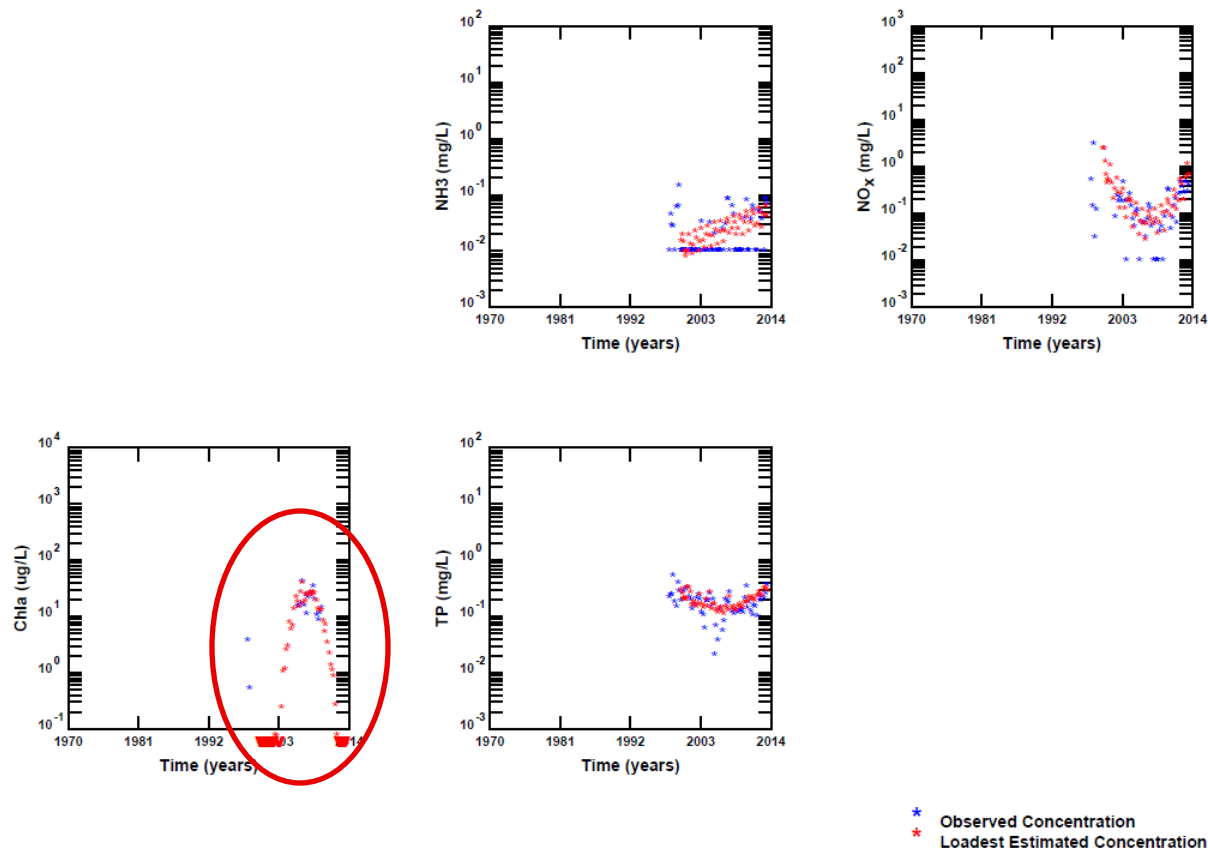 10^2
10^1
10^0
10^-1
10^-2
10^-3
NH3 (mg/L)
1970 1981 1992 2003 2014
Time (years)
10^3
10^2
10^1
10^0
10^-1
10^-2
10^-3
NOx (mg/L)
1970 1981 1992 2003 2014
Time (years)
10^4
10^3
10^2
10^1
10^0
10^-1
Chla (ug/L)
1970 1981 1992
Time (years)
10^2
10^1
10^0
10^-1
10^-2
10^-3
TP (mg/L)
1970 1981 1992 2003 2014
Time (years)
* Observed Concentration
* Loadest Estimated Concentration